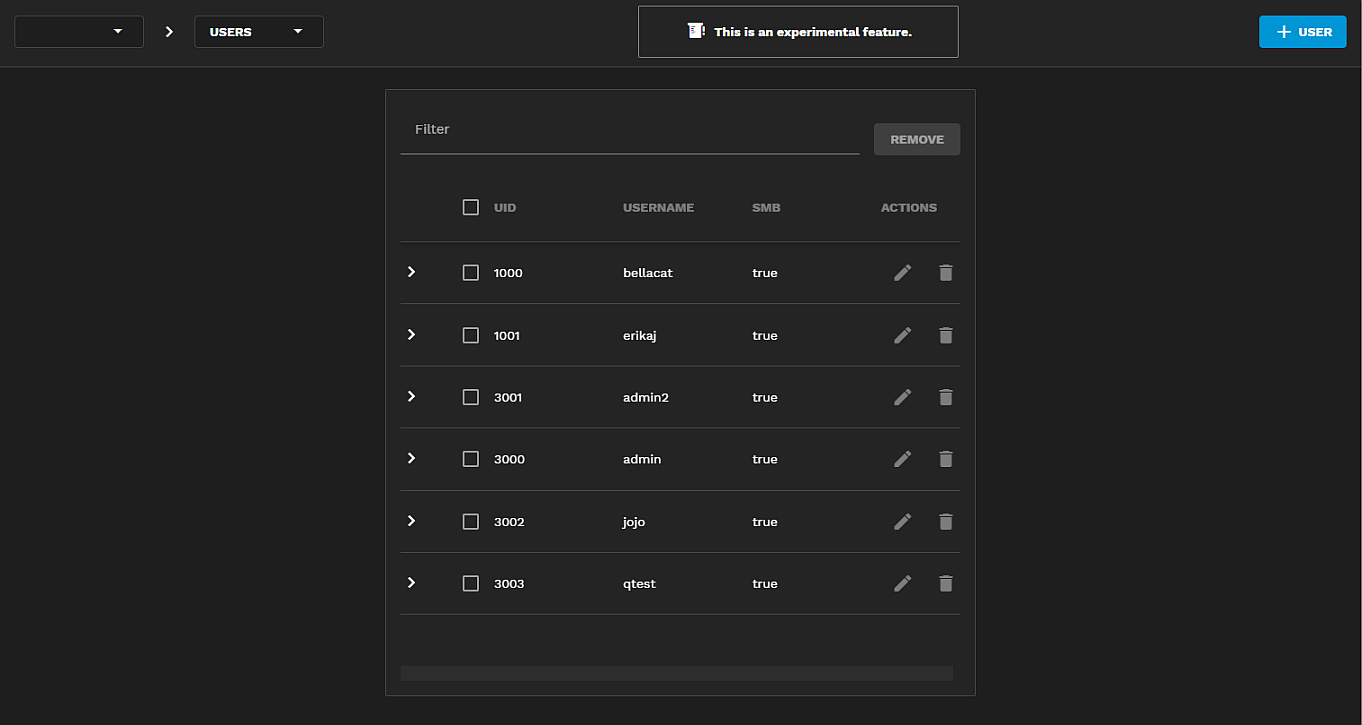 USERS
This is an experimental feature.
USER
Filter
REMOVE
UID USERNAME SMB ACTIONS
1000 bellacat true
1001 erikaj true
3001 admin2 true
3000 admin true
3002 jojo true
3003 qtest true